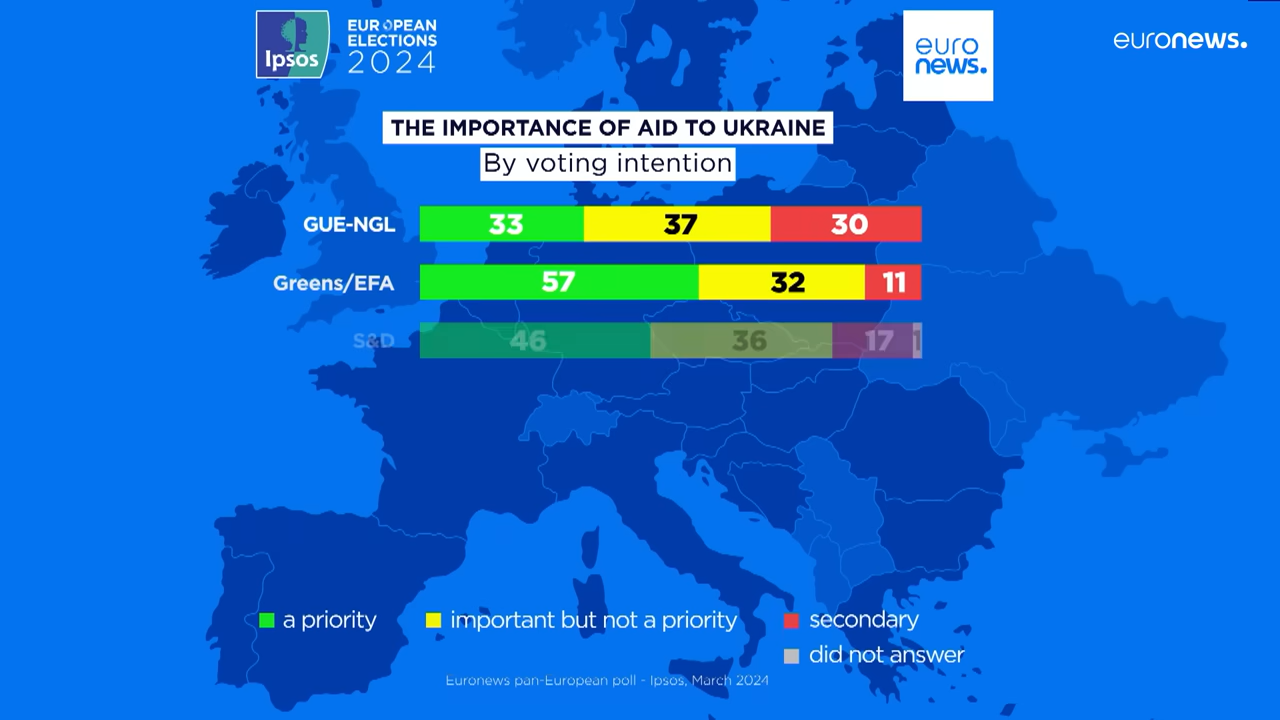 Ipsos
EUROPEAN
ELECTIONS
2024
euro
news.
euronews.
THE IMPORTANCE OF AID TO UKRAINE
By voting intention
GUE-NGL 33 37 30
Greens/EFA 57 32 11
S&D 46 36 17 1
a priority
important but not a priority
secondary
did not answer
Euronews pan-European poll - Ipsos, March 2024